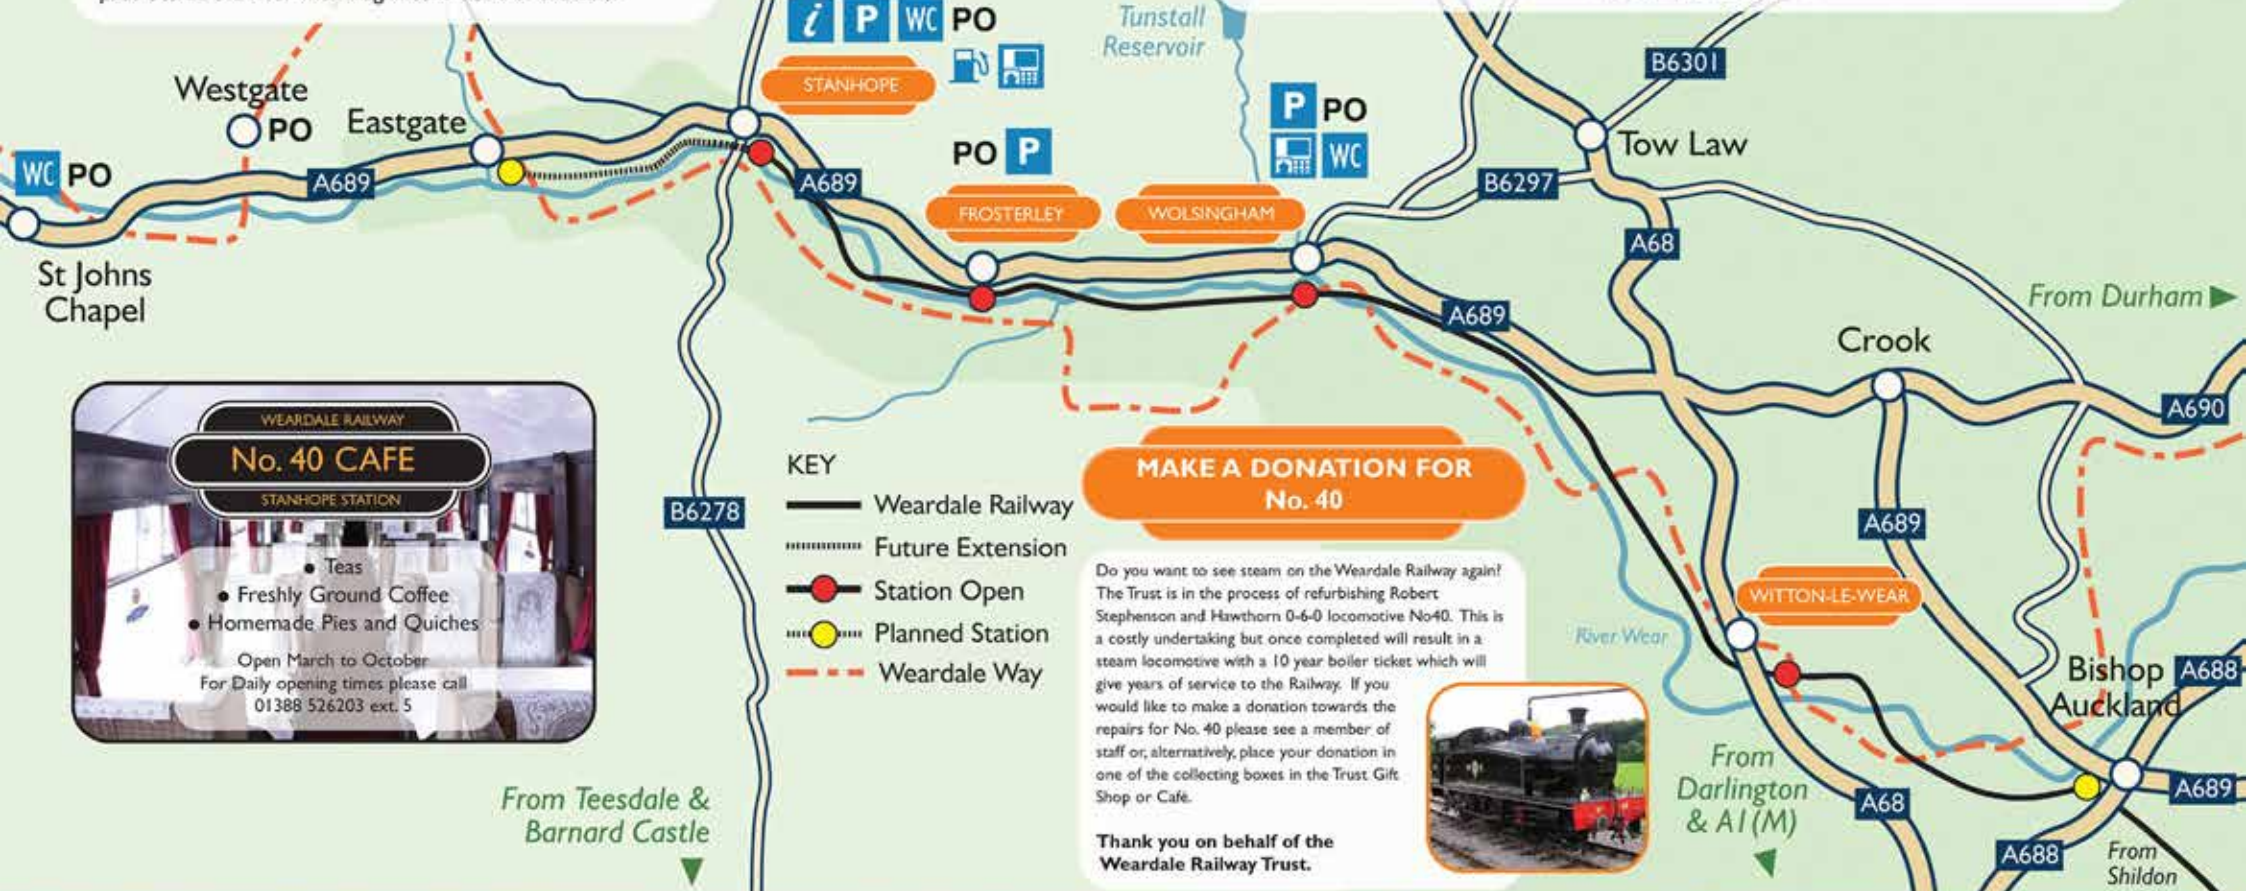 Tunstall
Reservoir
i P WC PO
STANHOPE
B6301
Westgate
PO
Eastgate
P PO
WC
Tow Law
PO P
WC PO
A689
A689
B6297
FROSTERLEY
WOLSINGHAM
A68
St Johns
Chapel
From Durham
A689
Crook
A690
WEARDALE RAILWAY
No. 40 CAFE
STANHOPE STATION
• Teas
• Freshly Ground Coffee
• Homemade Pies and Quiches
Open March to October
For Daily opening times please call
01388 526203 ext. 5
B6278
KEY
Weardale Railway
Future Extension
Station Open
Planned Station
Weardale Way
MAKE A DONATION FOR
No. 40
Do you want to see steam on the Weardale Railway again?
The Trust is in the process of refurbishing Robert
Stephenson and Hawthorn 0-6-0 locomotive No40. This is
a costly undertaking but once completed will result in a
steam locomotive with a 10 year boiler ticket which will
give years of service to the Railway. If you
would like to make a donation towards the
repairs for No. 40 please see a member of
staff or, alternatively, place your donation in
one of the collecting boxes in the Trust Gift
Shop or Café.
Thank you on behalf of the
Weardale Railway Trust.
A689
WITTON-LE-WEAR
River Wear
Bishop
Auckland
A688
From
Darlington
& A1(M)
A68
A689
A688
From
Shildon
From Teesdale &
Barnard Castle